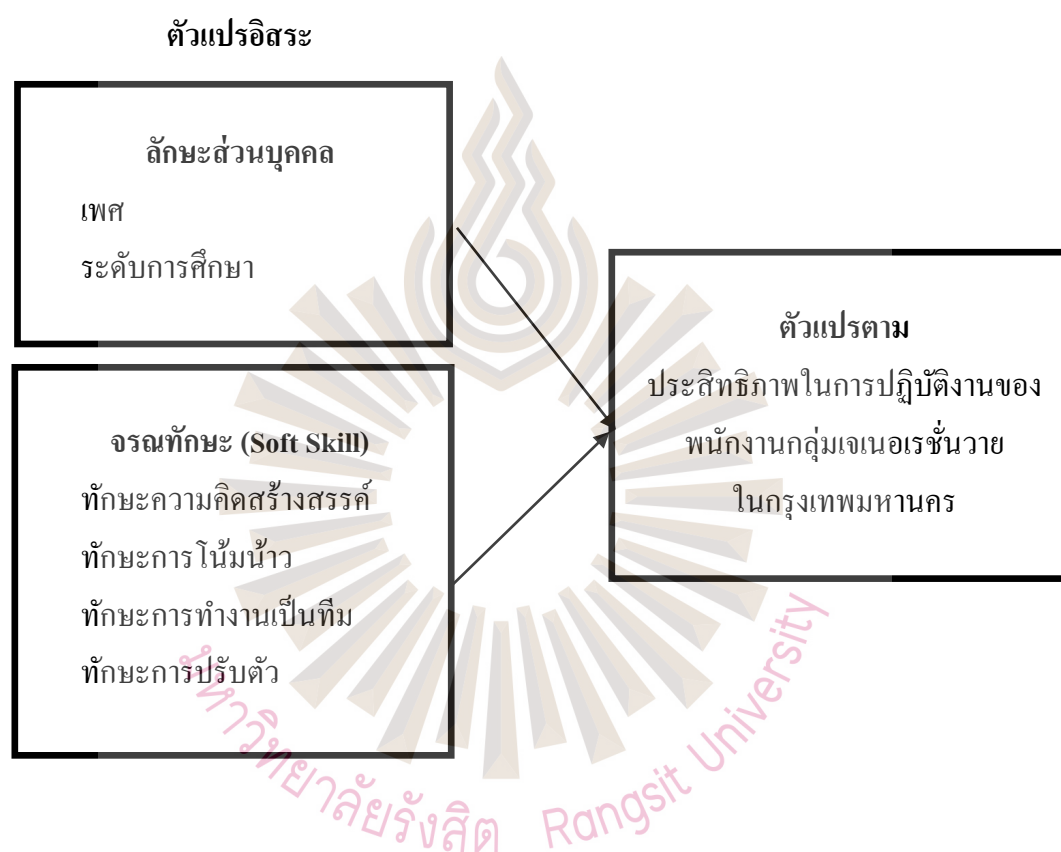 ตัวแปรอิสระ
ลักษะส่วนบุคคล
เพศ
ระดับการศึกษา
จรณทักษะ (Soft Skill)
ทักษะความคิดสร้างสรรค์
ทักษะการโน้มน้าว
ทักษะการทำงานเป็นทีม
ทักษะการปรับตัว
ตัวแปรตาม
ประสิทธิภาพในการปฏิบัติงานของ
พนักงานกลุ่มเจเนอเรชั่นวาย
ในกรุงเทพมหานคร
มหาวิทยาลัยรังสิต Rangsit University